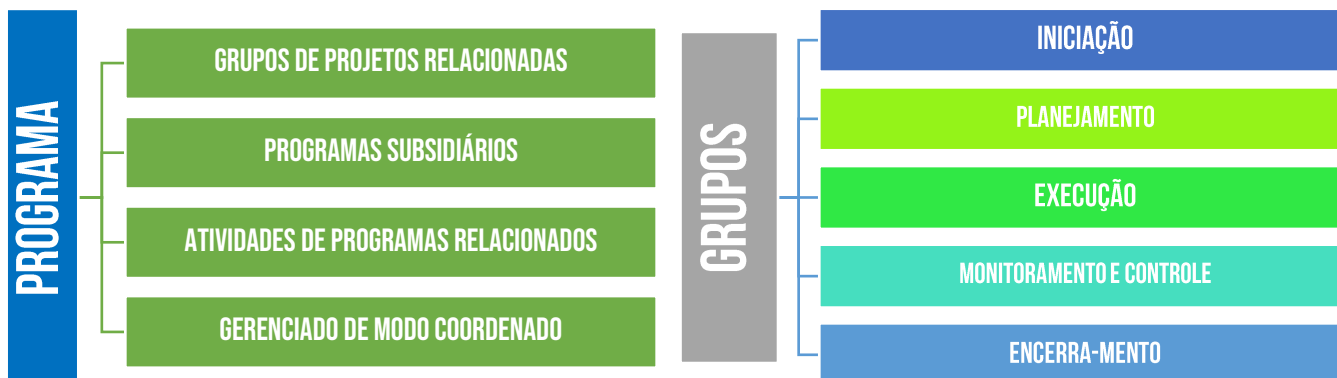 PROGRAMA
GRUPOS DE PROJETOS RELACIONADAS
PROGRAMAS SUBSIDIÁRIOS
ATIVIDADES DE PROGRAMAS RELACIONADOS
GERENCIADO DE MODO COORDENADO
GRUPOS
INICIAÇÃO
PLANEJAMENTO
EXECUÇÃO
MONITORAMENTO E CONTROLE
ENCERRA-MENTO